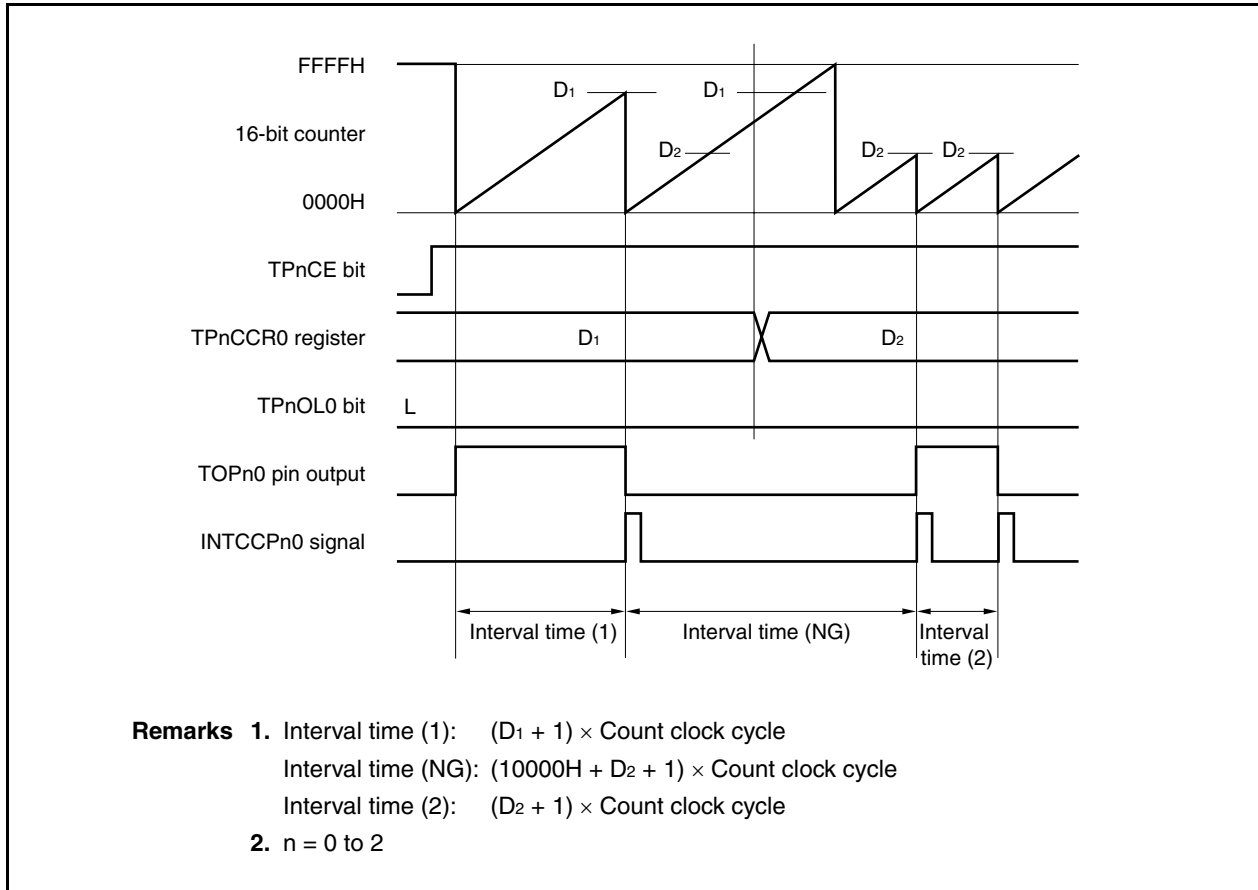 FFFFH
D1 D1
16-bit counter
D2 D2 D2
0000H
TPnCE bit
TPnCCR0 register D1 D2
TPnOL0 bit L
TOPn0 pin output
INTCCPn0 signal
Interval time (1) Interval time (NG) Interval
time (2)
Remarks 1. Interval time (1): (D1 + 1) × Count clock cycle
Interval time (NG): (10000H + D2 + 1) × Count clock cycle
Interval time (2): (D2 + 1) × Count clock cycle
2. n = 0 to 2